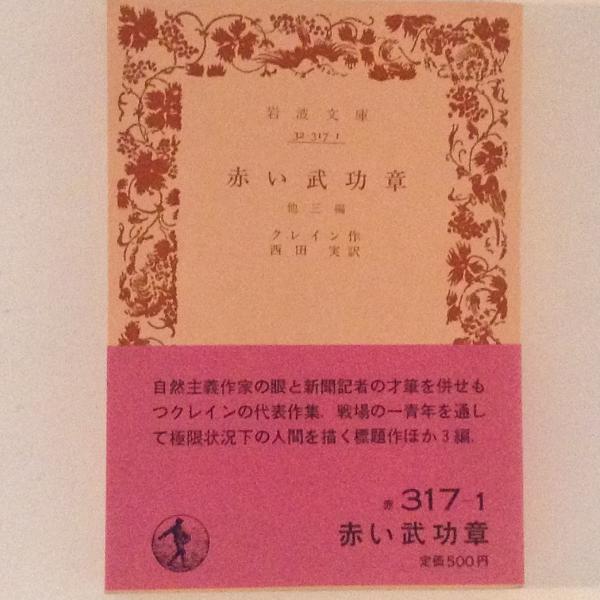 岩波文庫
32-317-1
赤い武功章
他三編
クレイン作
西田 実訳
自然主義作家の眼と新聞記者の才筆を併せも
つクレインの代表作集．戦場の一青年を通し
て極限状況下の人間を描く標題作ほか3編．
赤 317-1
赤い武功章
定価500円